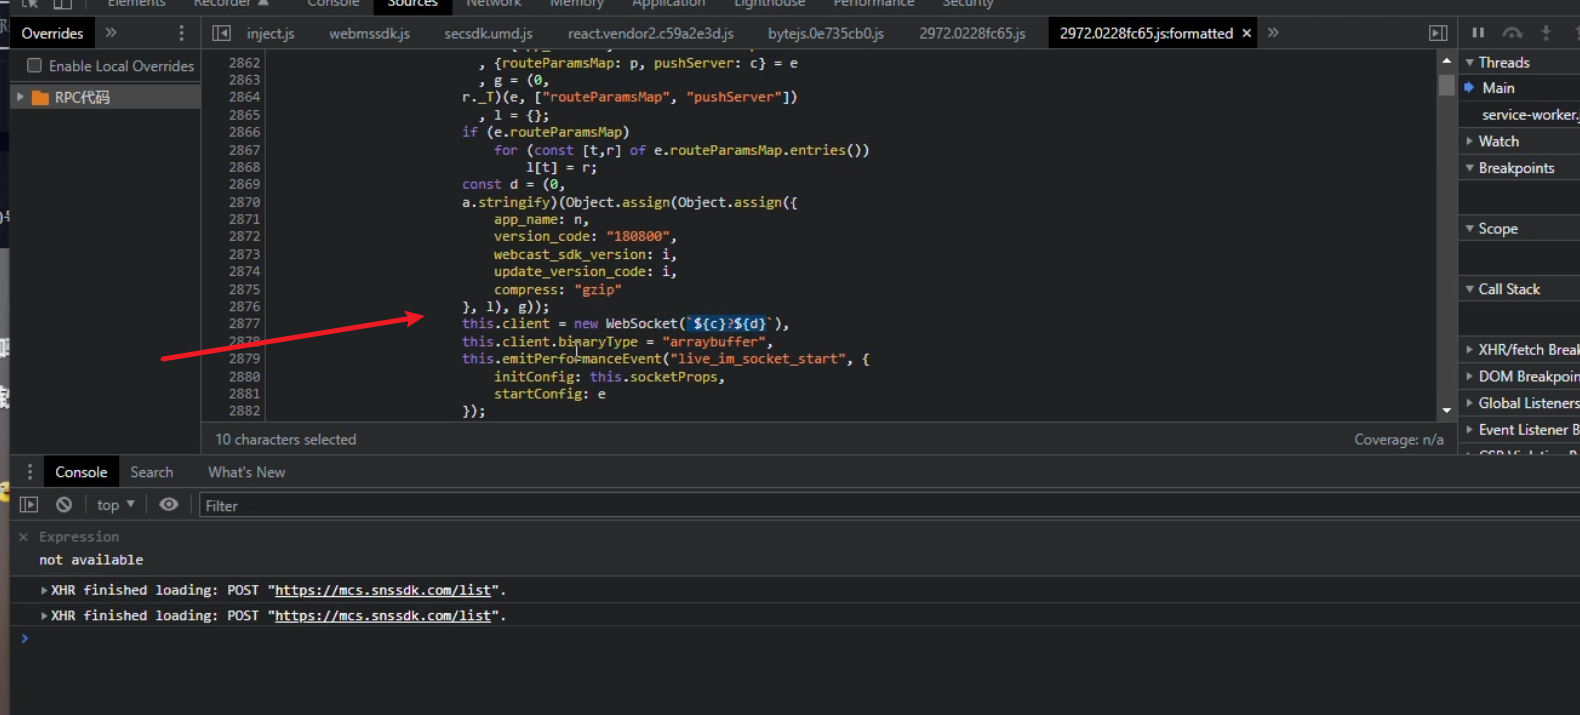 Elements Recorder Console Sources Network Memory Application Lighthouse Performance Security
Overrides » inject.js webmssdk.js secsdk.umd.js react.vendor2.c59a2e3d.js bytejs.0e735cb0.js 2972.0228fc65.js 2972.0228fc65.js:formatted × »
Enable Local Overrides
RPC代码
2862 , {routeParamsMap: p, pushServer: c} = e
2863 , g = (0,
2864 r._T)(e, ["routeParamsMap", "pushServer"])
2865 , l = {};
2866 if (e.routeParamsMap)
2867 for (const [t,r] of e.routeParamsMap.entries())
2868 l[t] = r;
2869 const d = (0,
2870 a.stringify)(Object.assign(Object.assign({
2871 app_name: n,
2872 version_code: "180800",
2873 webcast_sdk_version: i,
2874 update_version_code: i,
2875 compress: "gzip"
2876 }, l), g));
2877 this.client = new WebSocket(`${c}?${d}`),
2878 this.client.binaryType = "arraybuffer",
2879 this.emitPerformanceEvent("live_im_socket_start", {
2880 initConfig: this.socketProps,
2881 startConfig: e
2882 });
10 characters selected Coverage: n/a
Threads
Main
service-worker.
Watch
Breakpoints
Scope
Call Stack
XHR/fetch Break
DOM Breakpoin
Global Listeners
Event Listener B
Console Search What's New
top Filter
× Expression
not available
XHR finished loading: POST "https://mcs.snssdk.com/list".
XHR finished loading: POST "https://mcs.snssdk.com/list".
>